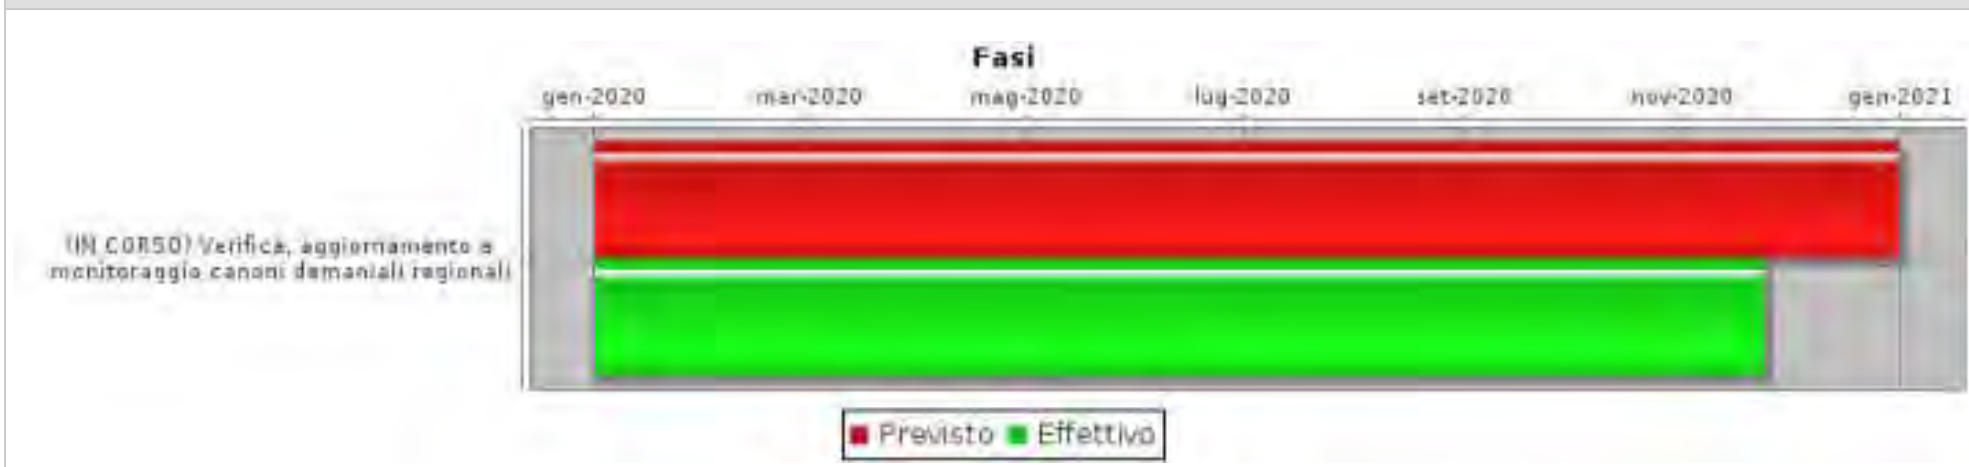 Fasi
gen-2020 mar-2020 mag-2020 lug-2020 set-2020 nov-2020 gen-2021
(IN CORSO) Verifica, aggiornamento e
monitoraggio canoni demaniali regionali
Previsto Effettivo